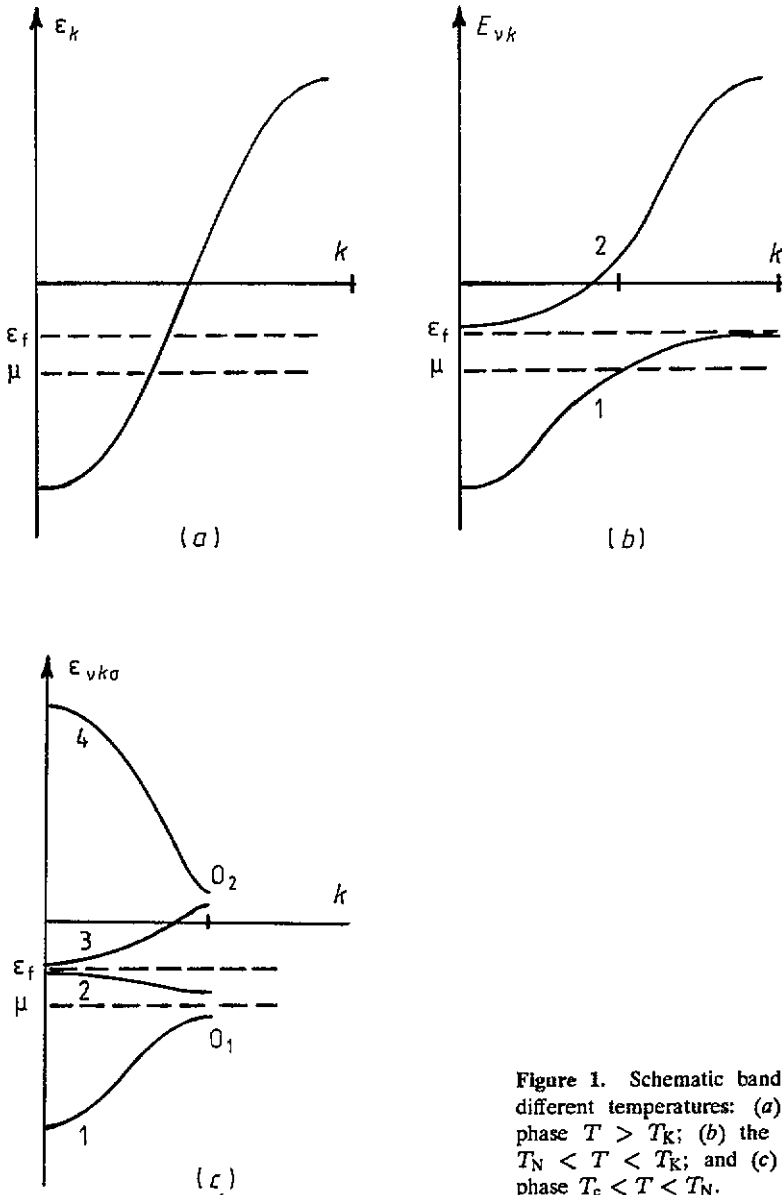 ε_k
k
ε_f
μ
(a)
E_νk
2
k
ε_f
μ
1
(b)
ε_νkσ
4
O_2
k
3
ε_f
2
μ
O_1
1
(c)
Figure 1. Schematic band
different temperatures: (a)
phase T > T_K; (b) the
T_N < T < T_K; and (c)
phase T_c < T < T_N.